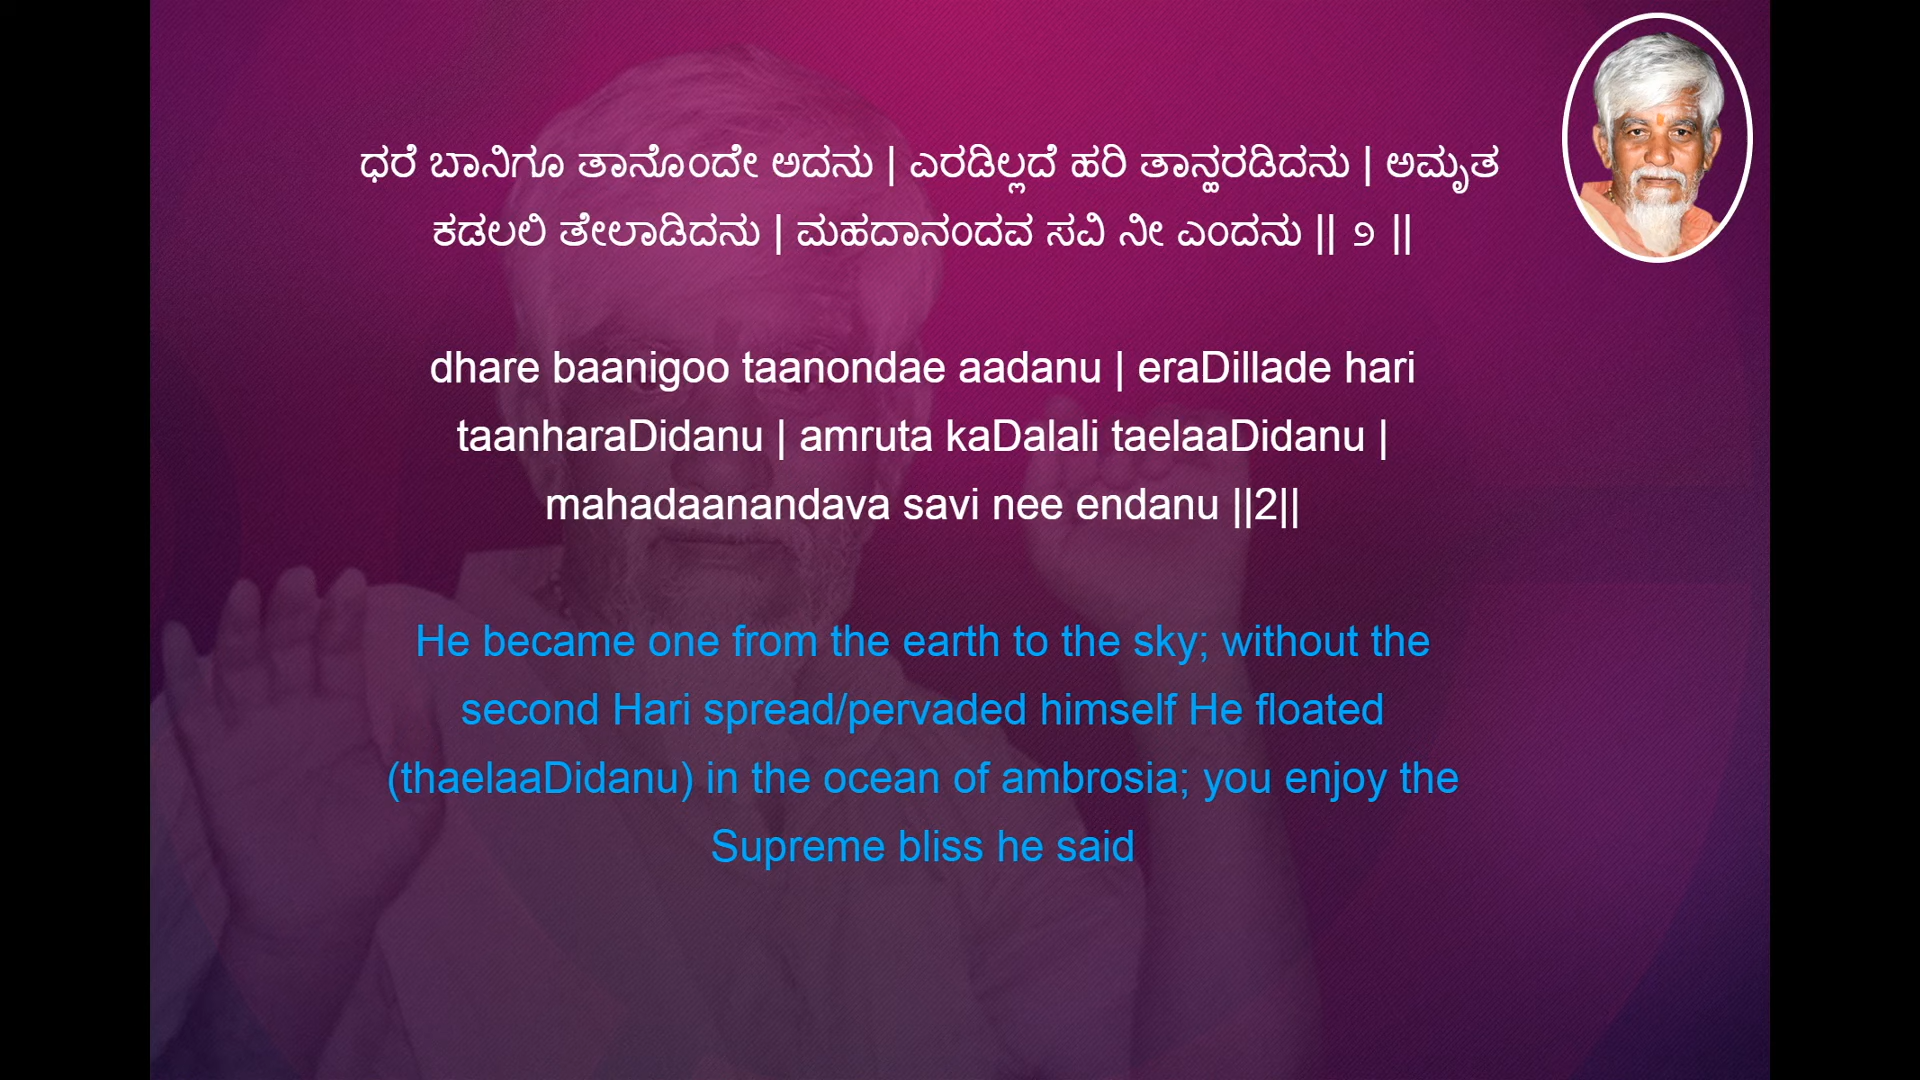 ಧರೆ ಬಾನಿಗೂ ತಾನೊಂದೇ ಅದನು | ಎರಡಿಲ್ಲದೆ ಹರಿ ತಾನ್ಹರಡಿದನು | ಅಮೃತ
ಕಡಲಲಿ ತೇಲಾಡಿದನು | ಮಹದಾನಂದವ ಸವಿ ನೀ ಎಂದನು || ೨ ||
dhare baanigoo taanondae aadanu | eraDillade hari
taanharaDidanu | amruta kaDalali taelaaDidanu |
mahadaanandava savi nee endanu ||2||
He became one from the earth to the sky; without the
second Hari spread/pervaded himself He floated
(thaelaaDidanu) in the ocean of ambrosia; you enjoy the
Supreme bliss he said